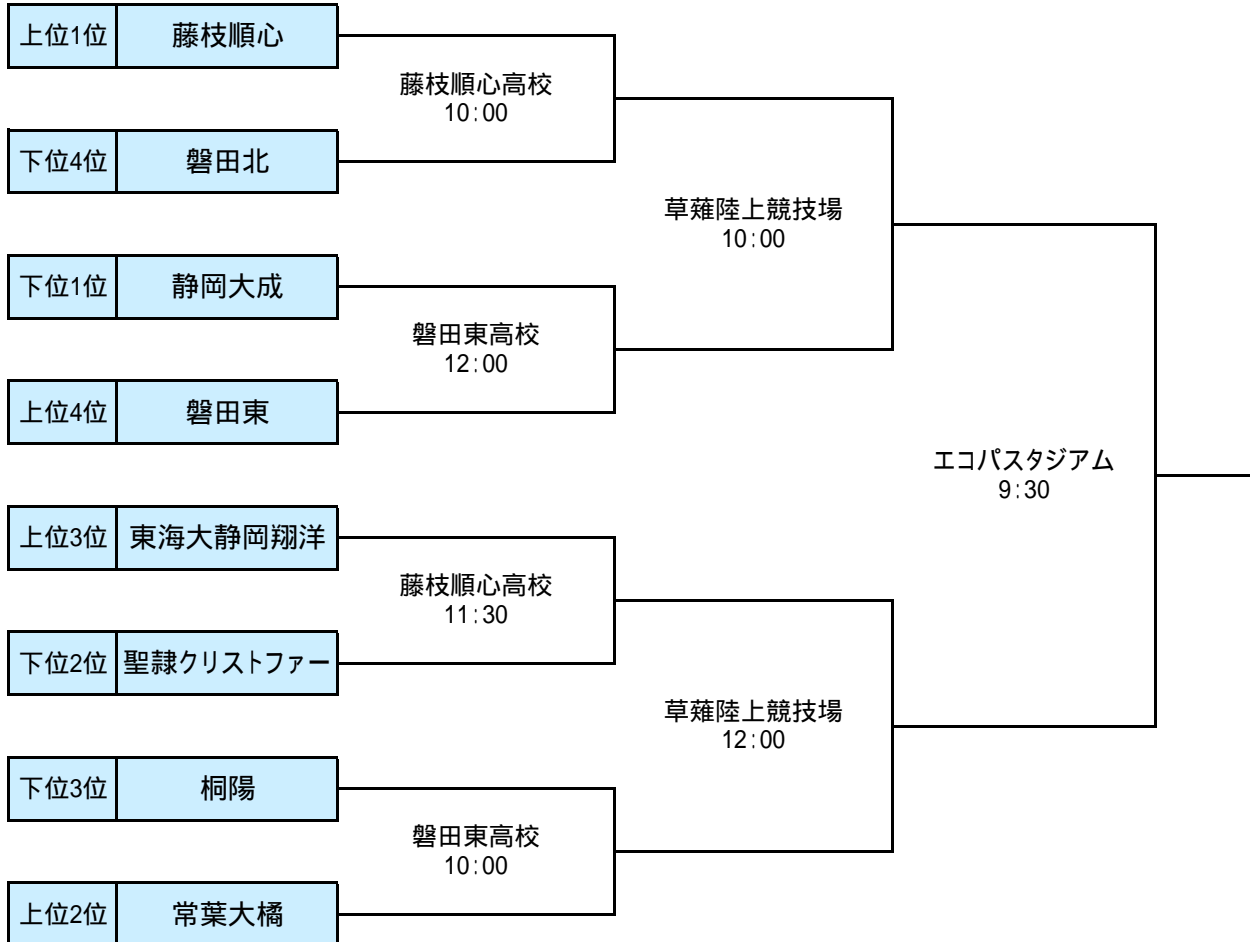 上位1位 藤枝順心
藤枝順心高校
10:00
下位4位 磐田北
草薙陸上競技場
10:00
下位1位 静岡大成
磐田東高校
12:00
上位4位 磐田東
エコパスタジアム
9:30
上位3位 東海大静岡翔洋
藤枝順心高校
11:30
下位2位 聖隷クリストファー
草薙陸上競技場
12:00
下位3位 桐陽
磐田東高校
10:00
上位2位 常葉大橘